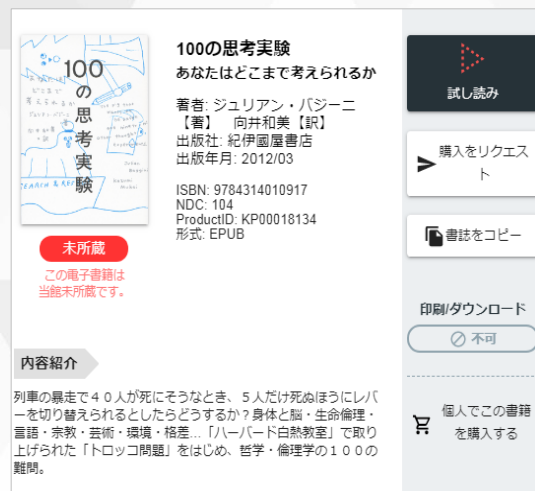 100
の
思
考
実
験
100の思考実験
あなたはどこまで考えられるか
著者: ジュリアン・バジーニ
【著】　向井和美【訳】
出版社: 紀伊國屋書店
出版年月: 2012/03
ISBN: 9784314010917
NDC: 104
ProductID: KP00018134
形式: EPUB
未所蔵
この電子書籍は
当館未所蔵です。
内容紹介
列車の暴走で４０人が死にそうなとき、５人だけ死ぬほうにレバ
ーを切り替えられるとしたらどうするか？身体と脳・生命倫理・
言語・宗教・芸術・環境・格差…「ハーバード白熱教室」で取り
上げられた「トロッコ問題」をはじめ、哲学・倫理学の１００の
難問。
試し読み
購入をリクエス
ト
書誌をコピー
印刷/ダウンロード
不可
個人でこの書籍
を購入する